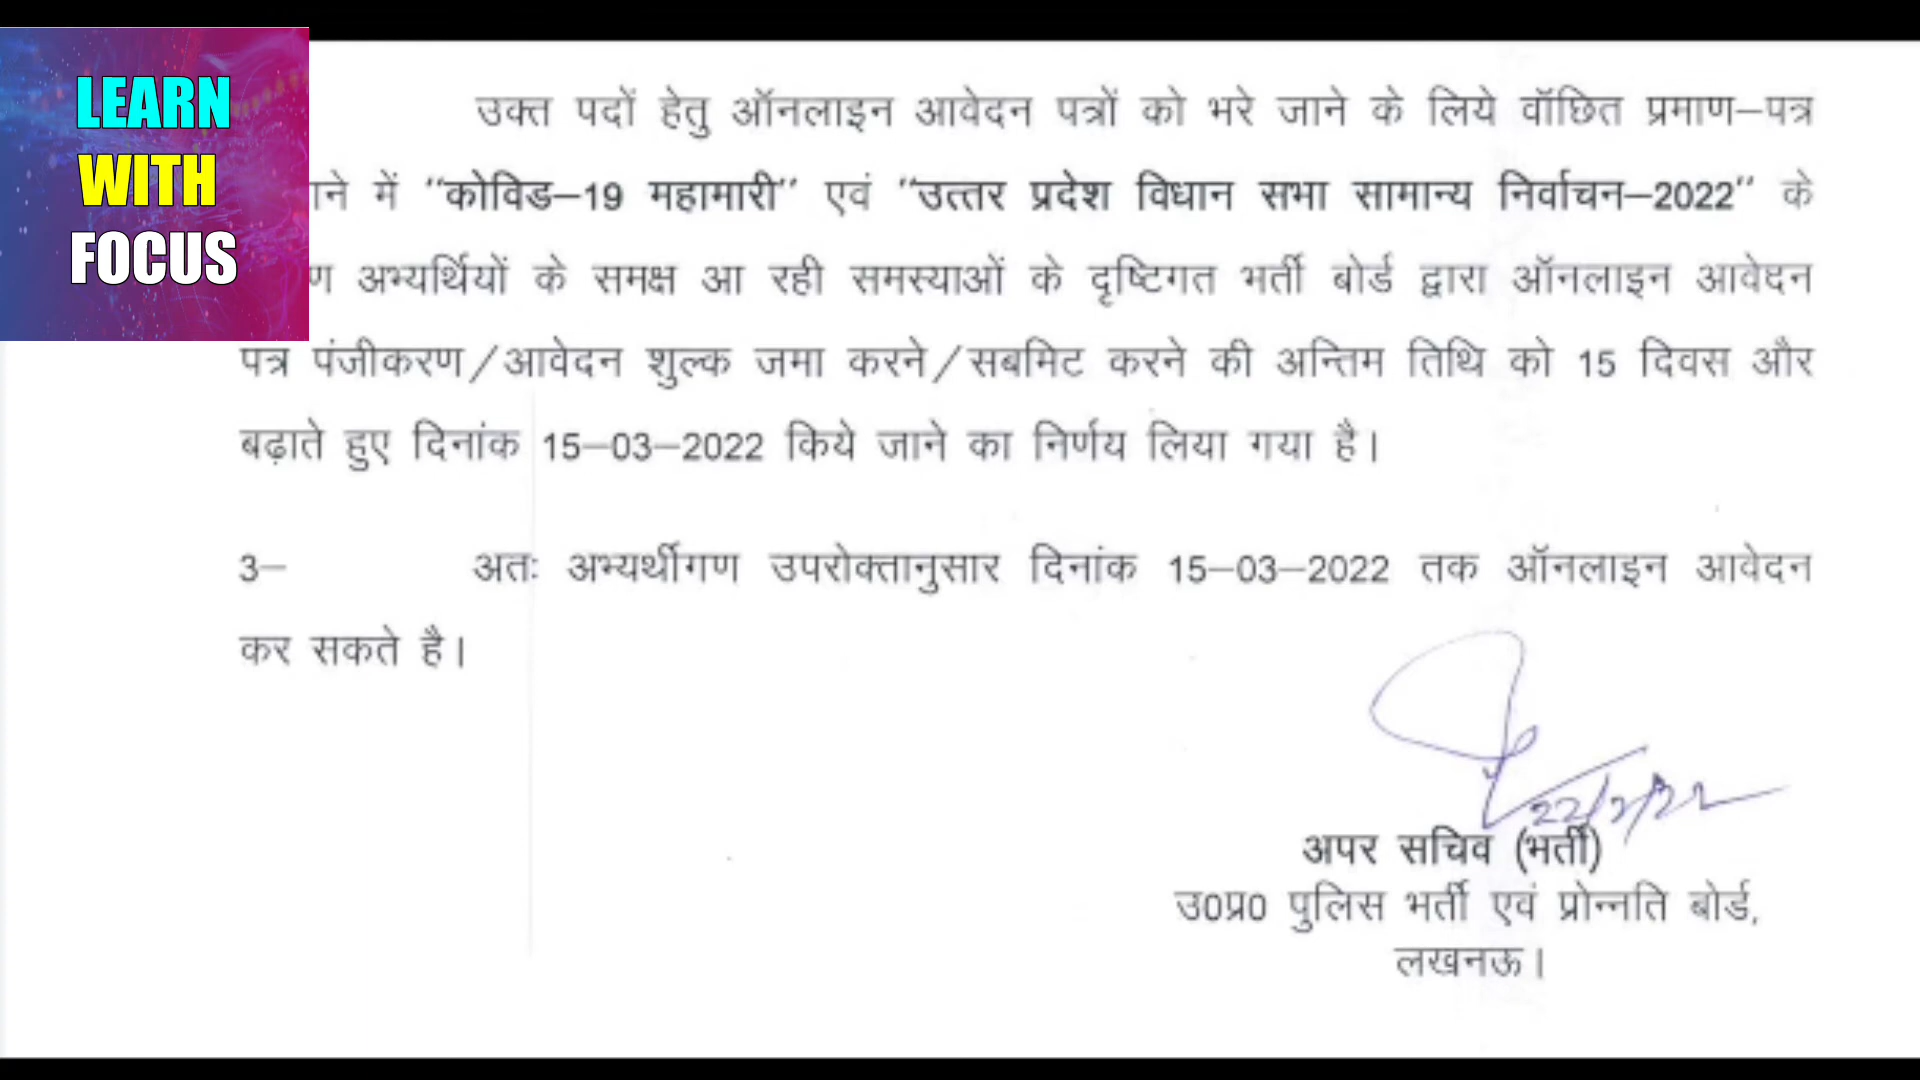 LEARN
WITH
FOCUS
उक्त पदों हेतु ऑनलाइन आवेदन पत्रों को भरे जाने के लिये वॉछित प्रमाण–पत्र
ने में “कोविड–19 महामारी” एवं “उत्तर प्रदेश विधान सभा सामान्य निर्वाचन–2022” के
अभ्यर्थियों के समक्ष आ रही समस्याओं के दृष्टिगत भर्ती बोर्ड द्वारा ऑनलाइन आवेदन
पत्र पंजीकरण/आवेदन शुल्क जमा करने/सबमिट करने की अन्तिम तिथि को 15 दिवस और
बढ़ाते हुए दिनांक 15–03–2022 किये जाने का निर्णय लिया गया है।
3– अतः अभ्यर्थीगण उपरोक्तानुसार दिनांक 15–03–2022 तक ऑनलाइन आवेदन
कर सकते है।
22/2/22
अपर सचिव (भर्ती)
उ0प्र0 पुलिस भर्ती एवं प्रोन्नति बोर्ड,
लखनऊ।